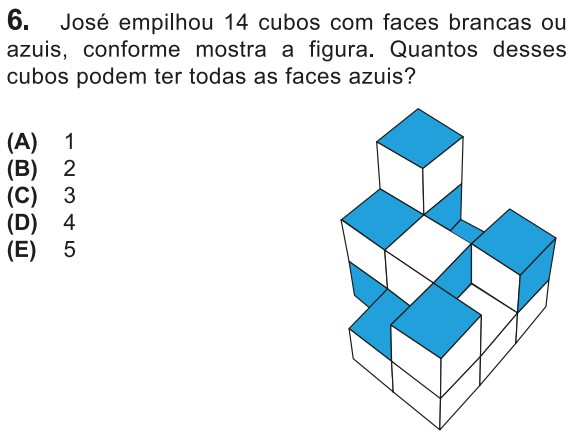 6. José empilhou 14 cubos com faces brancas ou
azuis, conforme mostra a figura. Quantos desses
cubos podem ter todas as faces azuis?
(A) 1
(B) 2
(C) 3
(D) 4
(E) 5